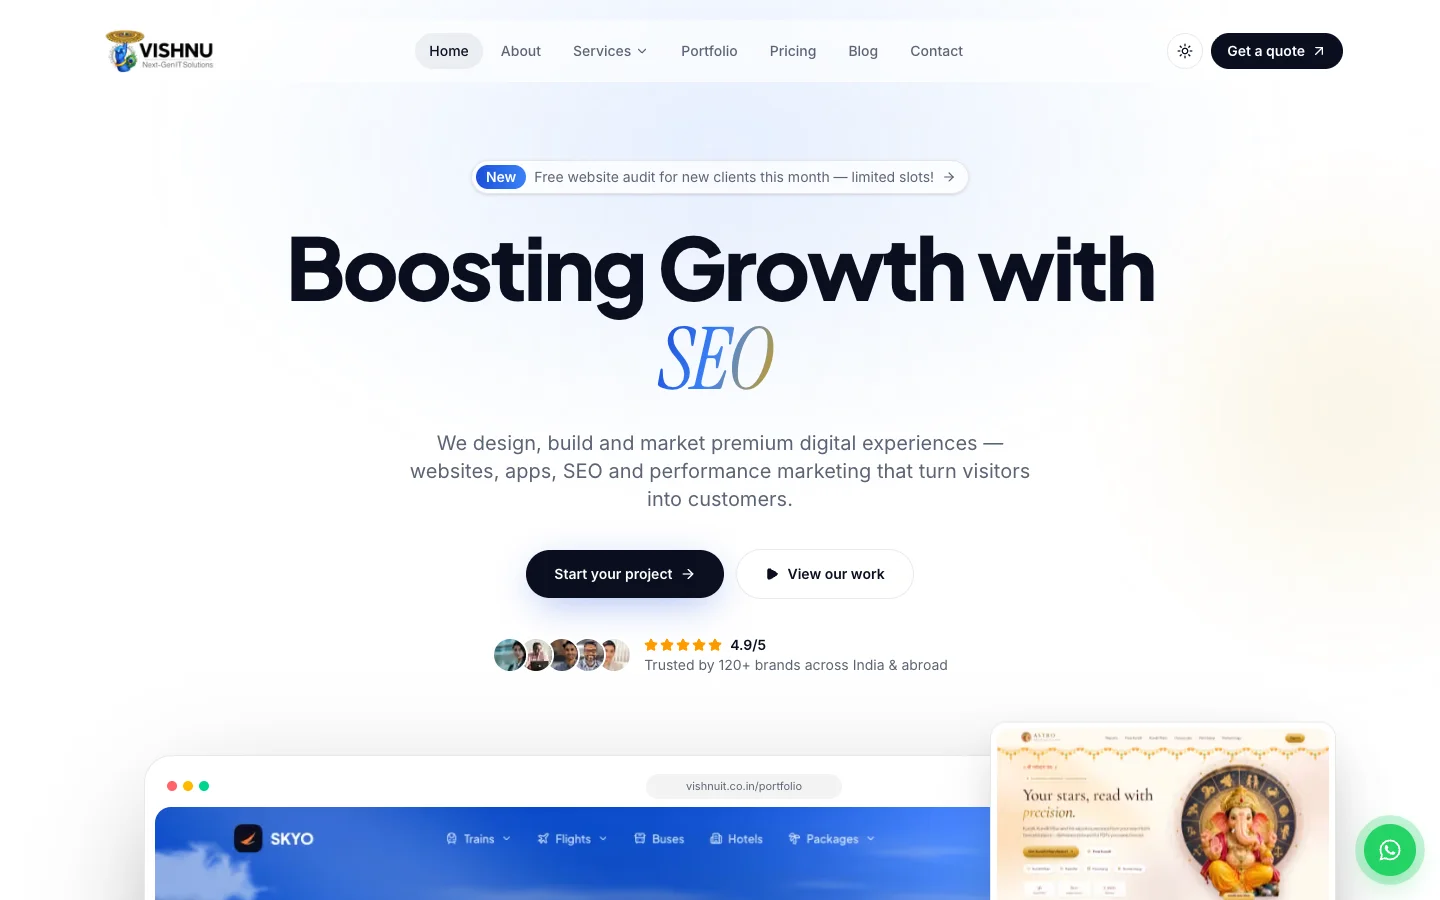 VISHNU
Next-Gen IT Solutions
Home
About
Services
Portfolio
Pricing
Blog
Contact
Get a quote
New
Free website audit for new clients this month — limited slots!
Boosting Growth with
SEO
We design, build and market premium digital experiences —
websites, apps, SEO and performance marketing that turn visitors
into customers.
Start your project
View our work
4.9/5
Trusted by 120+ brands across India & abroad
vishnuit.co.in/portfolio
SKYO
Trains
Flights
Buses
Hotels
Packages
ASTRO
Your stars, read with
precision.